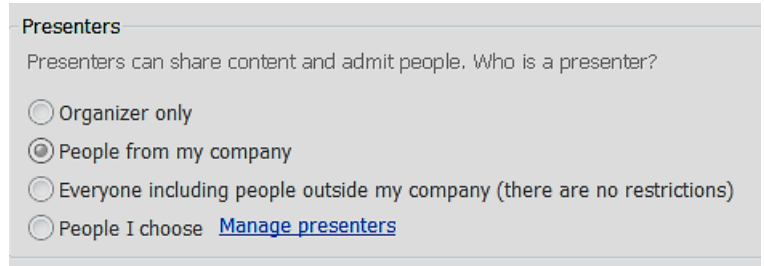 Presenters
Presenters can share content and admit people. Who is a presenter?
Organizer only
People from my company
Everyone including people outside my company (there are no restrictions)
People I choose Manage presenters